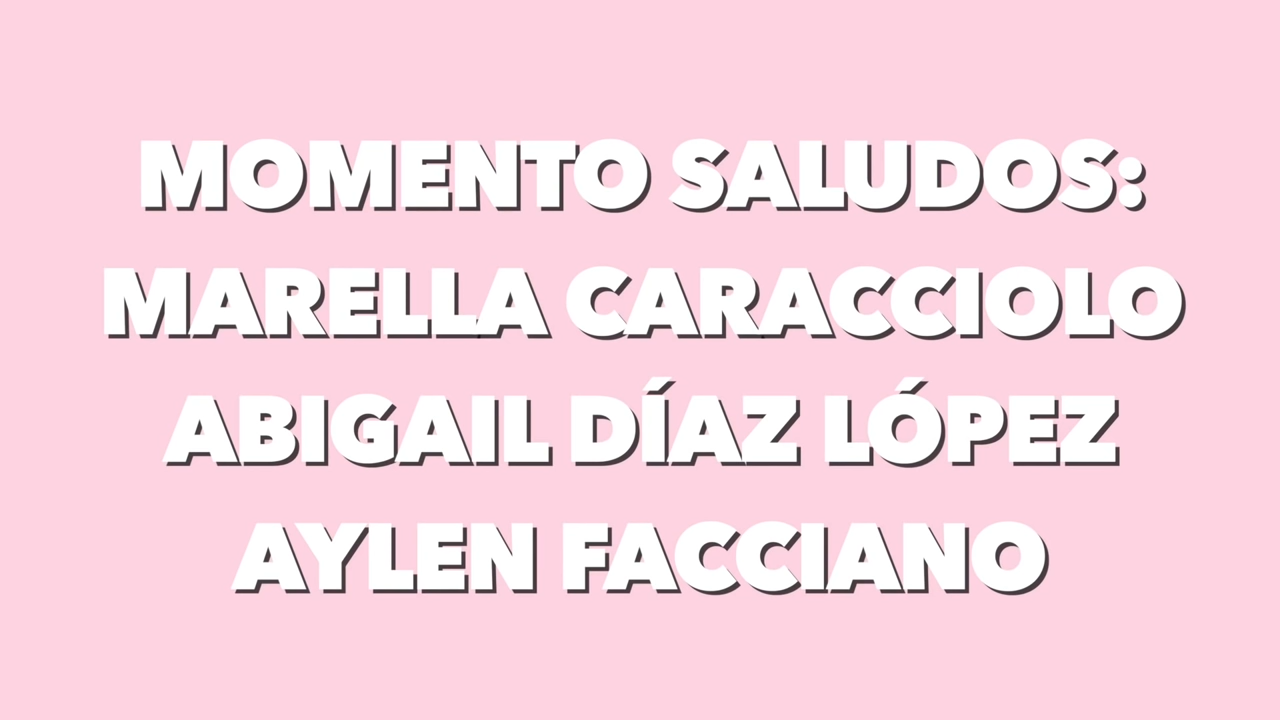 MOMENTO SALUDOS:
MARELLA CARACCIOLO
ABIGAIL DÍAZ LÓPEZ
AYLEN FACCIANO